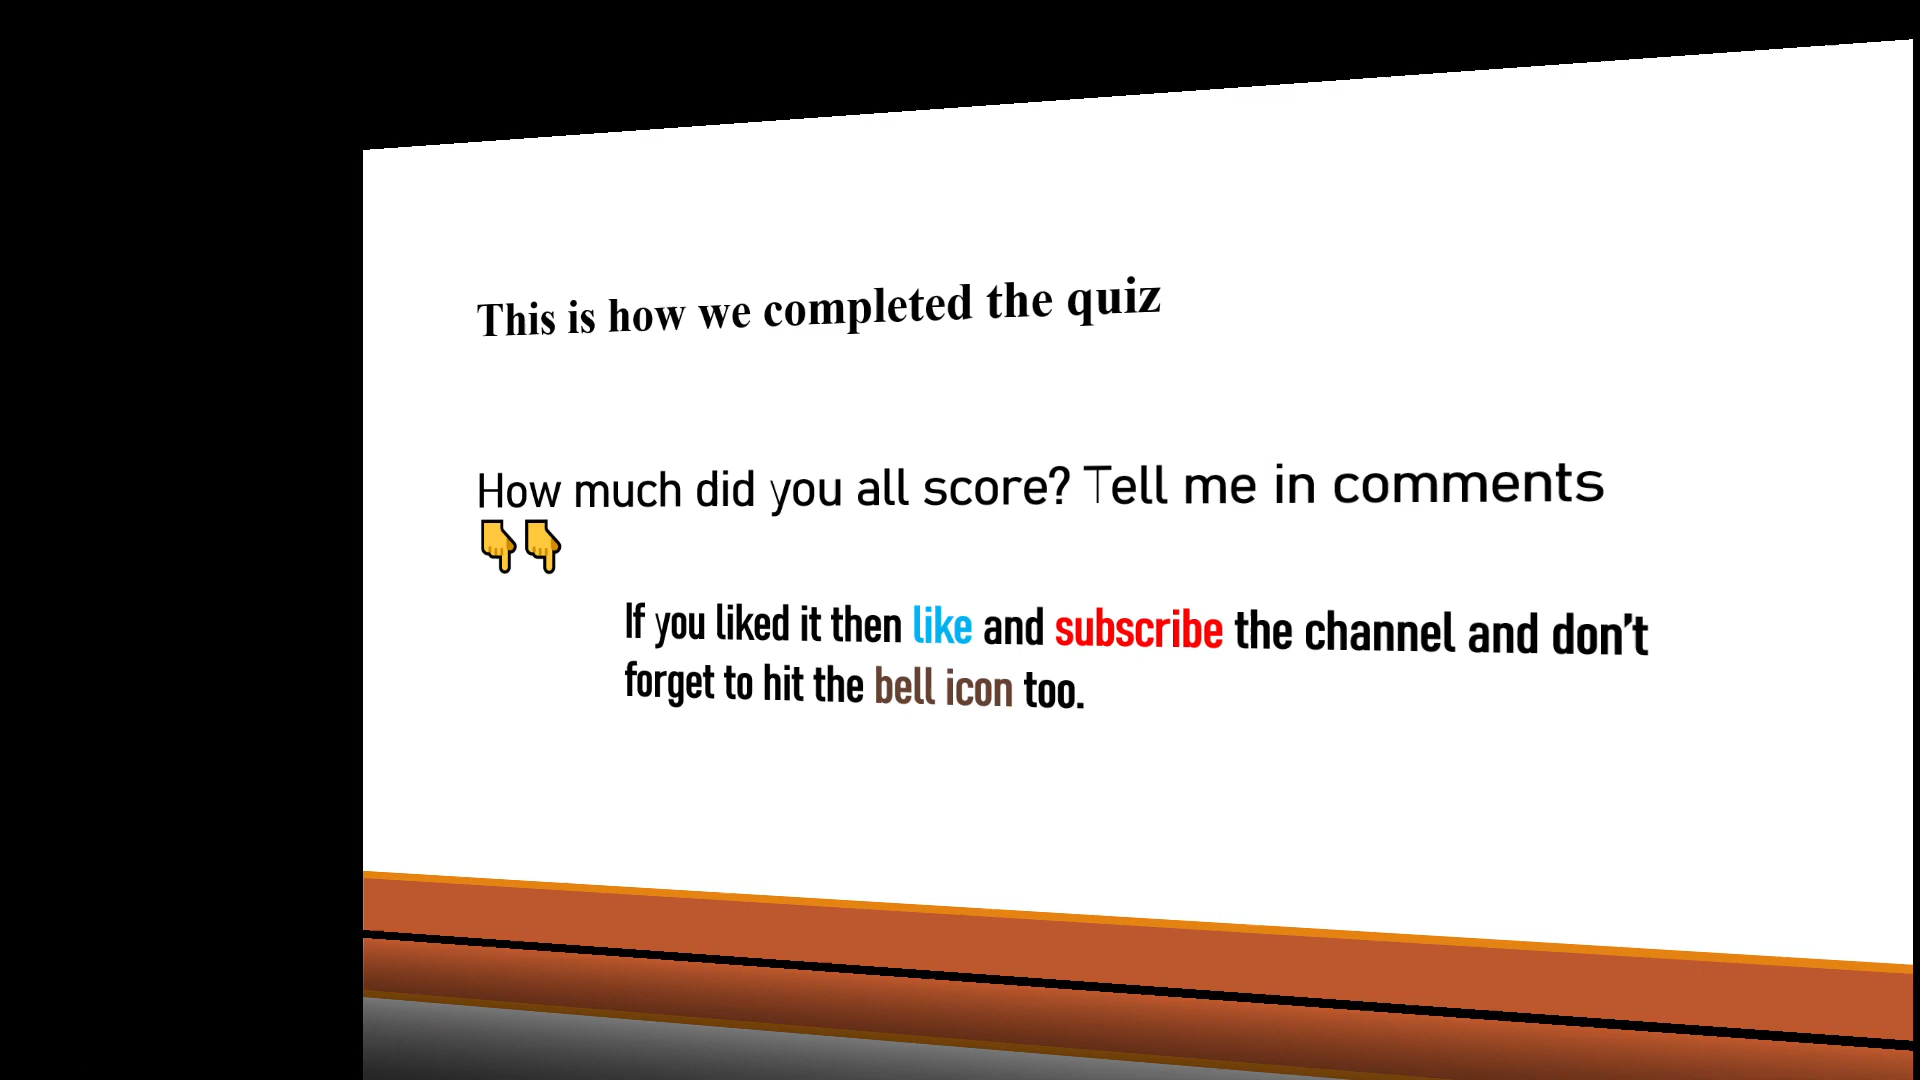 This is how we completed the quiz
How much did you all score? Tell me in comments
👇👇
If you liked it then like and subscribe the channel and don’t
forget to hit the bell icon too.